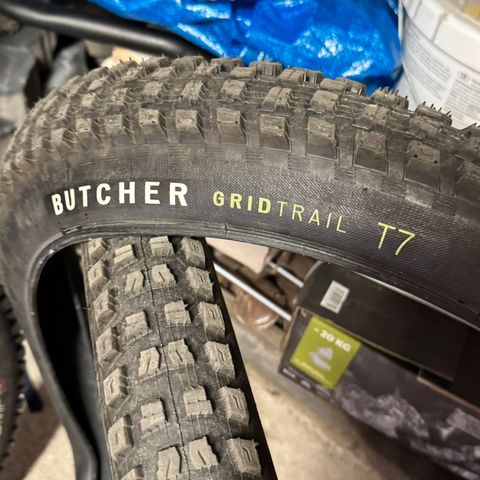 BUTCHER GRIDTRAIL T7
- 20 KG